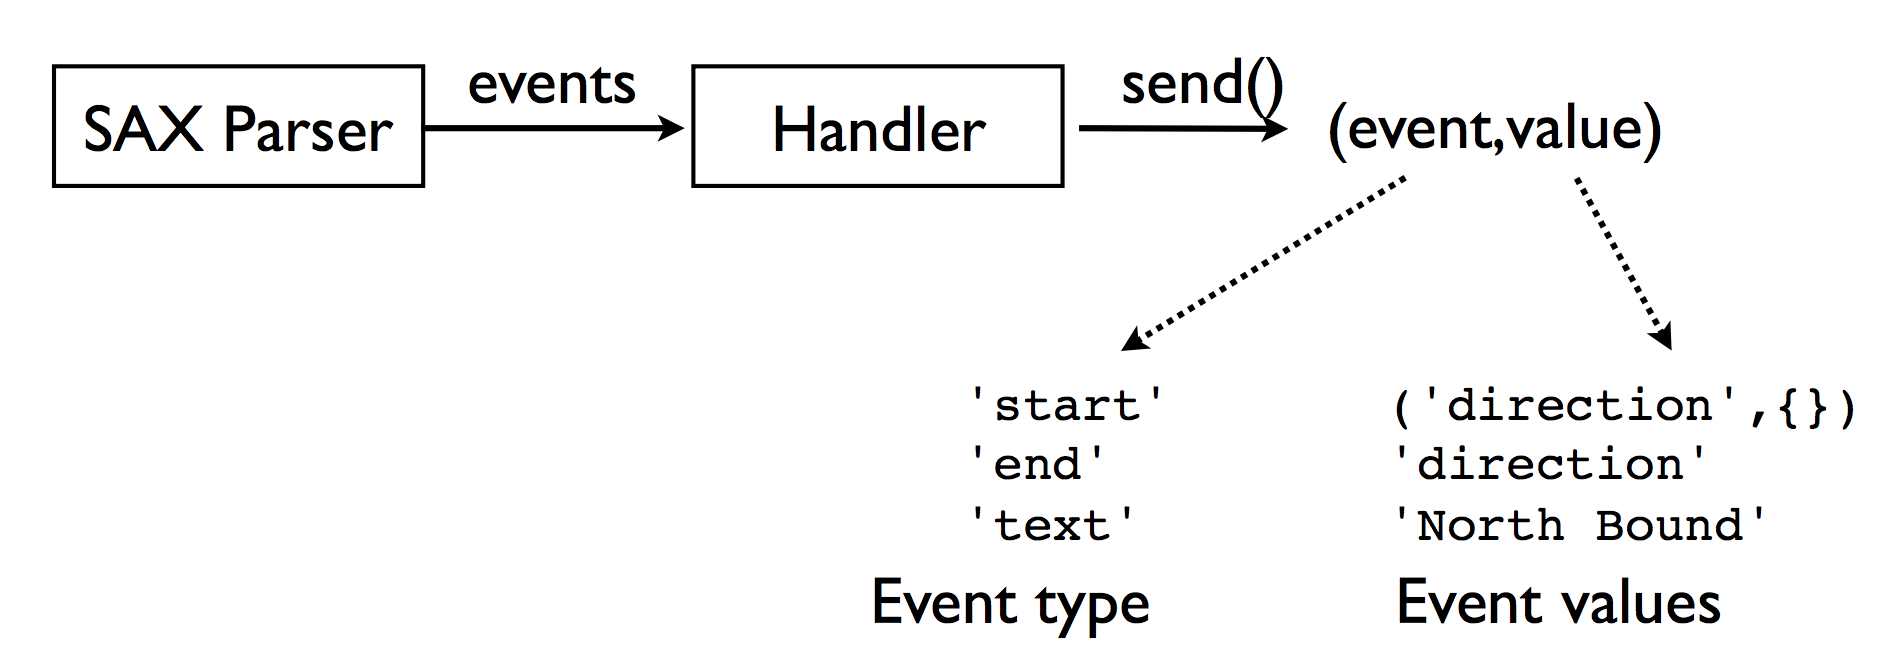 events
send()
SAX Parser
Handler
(event,value)
'start' ('direction',{})
'end' 'direction'
'text' 'North Bound'
Event type Event values